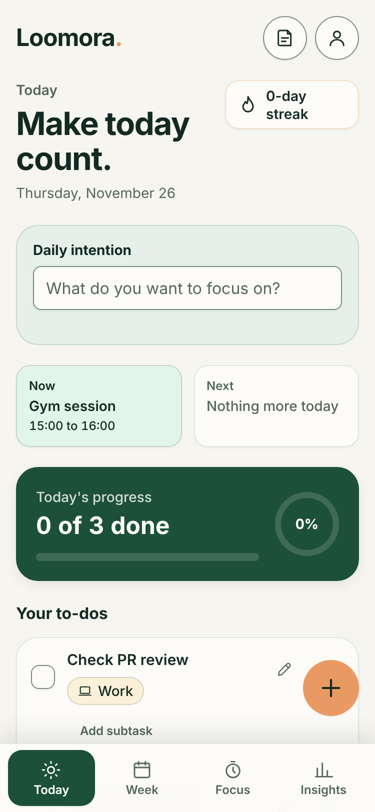 Loomora.
Today
Make today
count.
Thursday, November 26
0-day
streak
Daily intention
What do you want to focus on?
Now
Gym session
15:00 to 16:00
Next
Nothing more today
Today's progress
0 of 3 done
0%
Your to-dos
Check PR review
Work
Add subtask
Today
Week
Focus
Insights